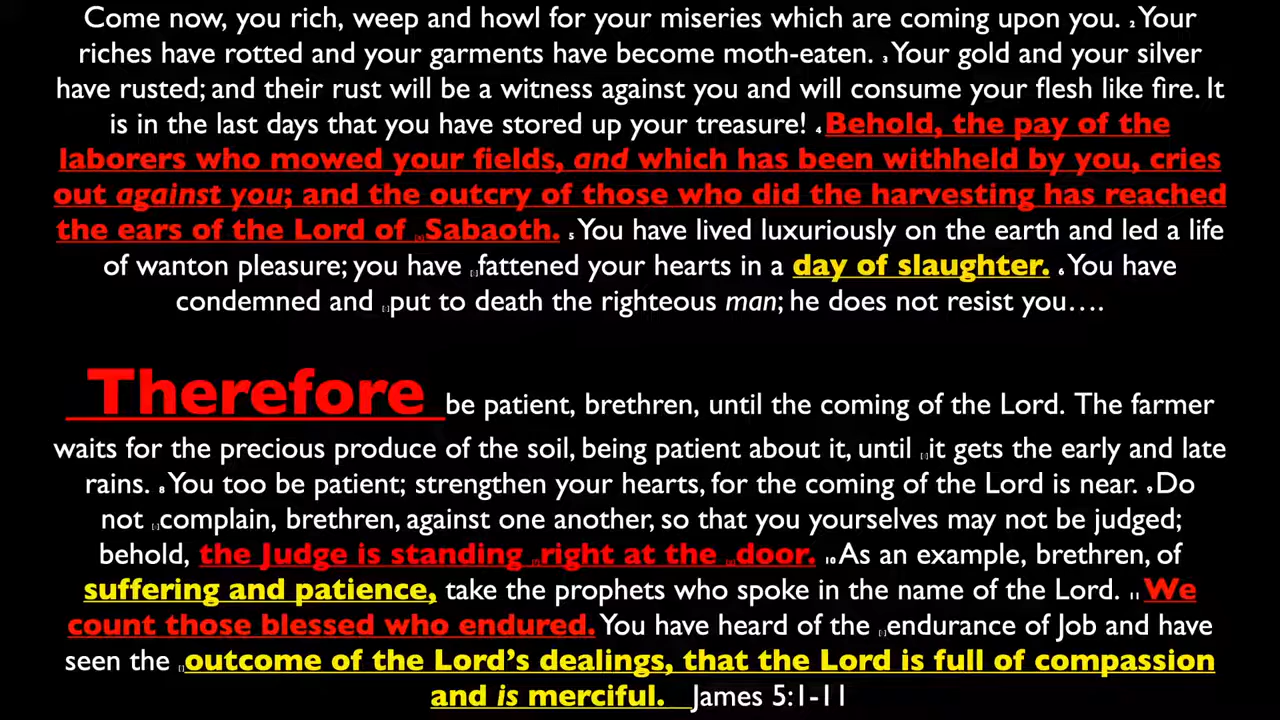 Come now, you rich, weep and howl for your miseries which are coming upon you. 2 Your
riches have rotted and your garments have become moth-eaten. 3 Your gold and your silver
have rusted; and their rust will be a witness against you and will consume your flesh like fire. It
is in the last days that you have stored up your treasure! 4 Behold, the pay of the
laborers who mowed your fields, and which has been withheld by you, cries
out against you; and the outcry of those who did the harvesting has reached
the ears of the Lord of Sabaoth. 5 You have lived luxuriously on the earth and led a life
of wanton pleasure; you have fattened your hearts in a day of slaughter. 6 You have
condemned and put to death the righteous man; he does not resist you….
Therefore be patient, brethren, until the coming of the Lord. The farmer
waits for the precious produce of the soil, being patient about it, until it gets the early and late
rains. 8 You too be patient; strengthen your hearts, for the coming of the Lord is near. 9 Do
not complain, brethren, against one another, so that you yourselves may not be judged;
behold, the Judge is standing right at the door. 10 As an example, brethren, of
suffering and patience, take the prophets who spoke in the name of the Lord. 11 We
count those blessed who endured. You have heard of the endurance of Job and have
seen the outcome of the Lord's dealings, that the Lord is full of compassion
and is merciful. James 5:1-11